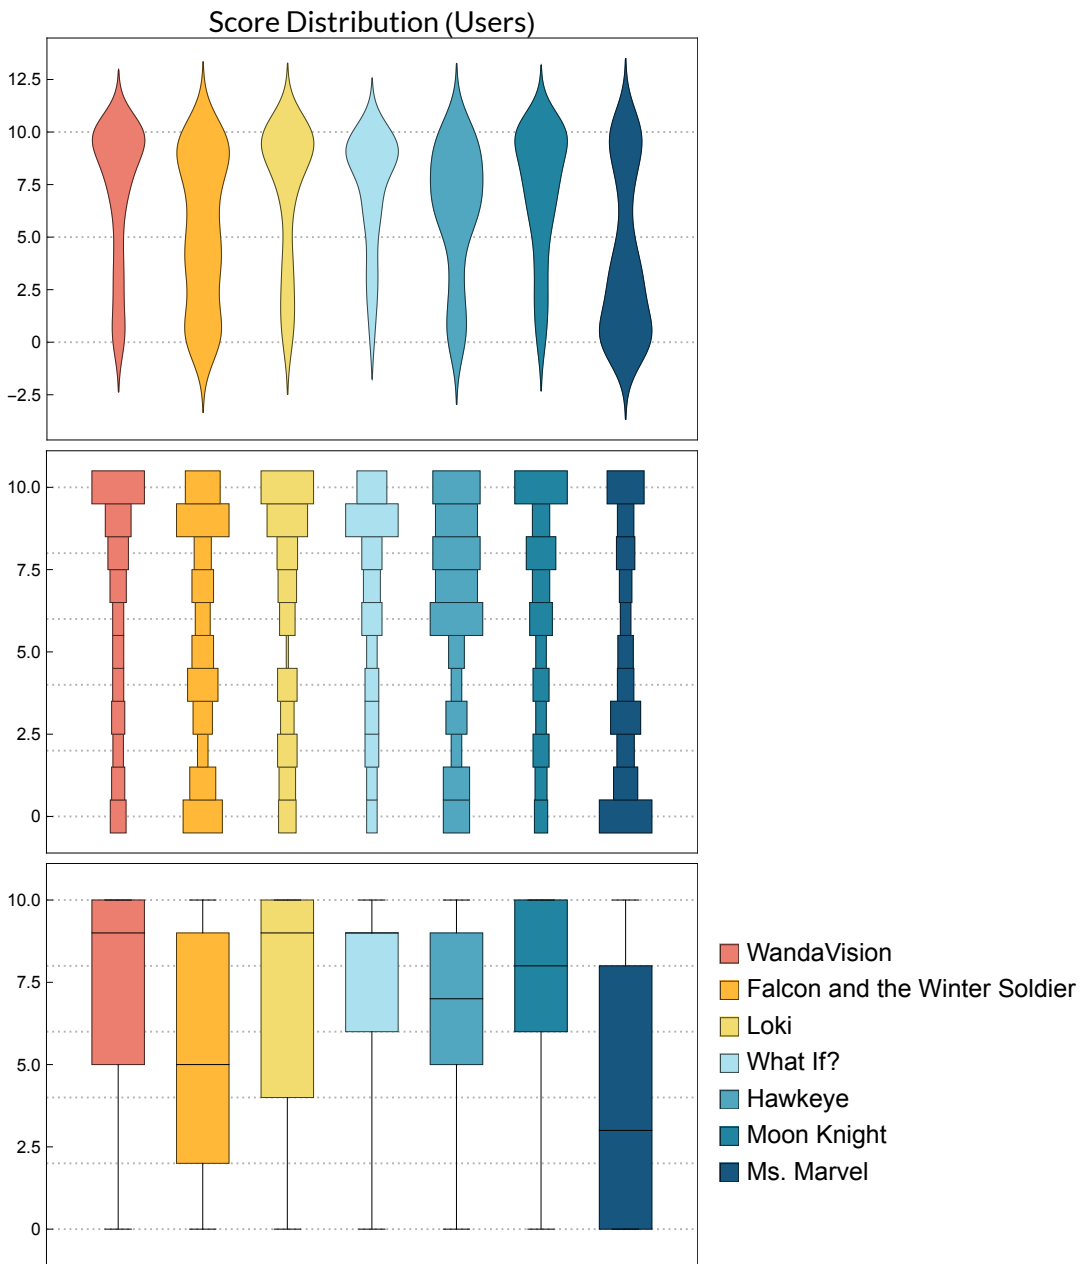 Score Distribution (Users)
12.5
10.0
7.5
5.0
2.5
0
−2.5
10.0
7.5
5.0
2.5
0
10.0
7.5
5.0
2.5
0
WandaVision
Falcon and the Winter Soldier
Loki
What If?
Hawkeye
Moon Knight
Ms. Marvel